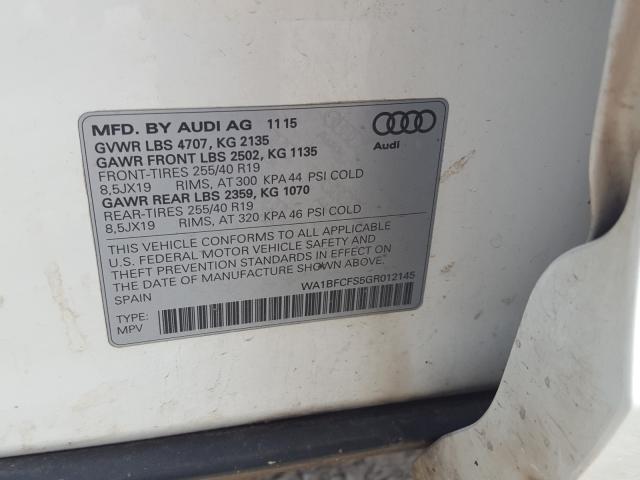 MFD. BY AUDI AG 11 15
GVWR LBS 4707, KG 2135
GAWR FRONT LBS 2502, KG 1135
FRONT-TIRES 255/40 R19
8,5JX19 RIMS, AT 300 KPA 44 PSI COLD
GAWR REAR LBS 2359, KG 1070
REAR-TIRES 255/40 R19
8,5JX19 RIMS, AT 320 KPA 46 PSI COLD
Audi
THIS VEHICLE CONFORMS TO ALL APPLICABLE
U.S. FEDERAL MOTOR VEHICLE SAFETY AND
THEFT PREVENTION STANDARDS IN EFFECT ON
THE DATE OF MANUFACTURE SHOWN ABOVE.
SPAIN
WA1BFCFS5GR012145
TYPE:
MPV